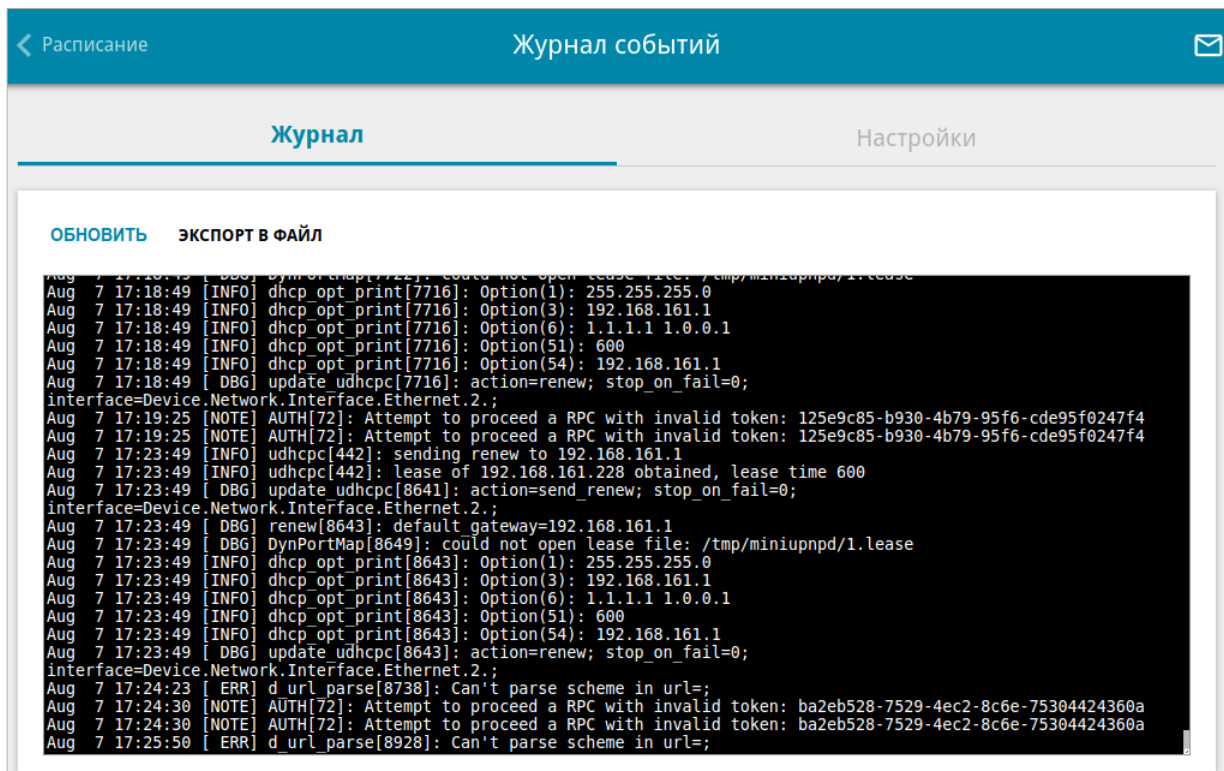 Расписание
Журнал событий
Журнал
Настройки
ОБНОВИТЬ ЭКСПОРТ В ФАЙЛ
Aug  7 17:18:49 [ DBG] DynPortMap[7722]: could not open lease file: /tmp/miniupnpd/1.lease
Aug  7 17:18:49 [INFO] dhcp_opt_print[7716]: Option(1): 255.255.255.0
Aug  7 17:18:49 [INFO] dhcp_opt_print[7716]: Option(3): 192.168.161.1
Aug  7 17:18:49 [INFO] dhcp_opt_print[7716]: Option(6): 1.1.1.1 1.0.0.1
Aug  7 17:18:49 [INFO] dhcp_opt_print[7716]: Option(51): 600
Aug  7 17:18:49 [INFO] dhcp_opt_print[7716]: Option(54): 192.168.161.1
Aug  7 17:18:49 [ DBG] update_udhcpc[7716]: action=renew; stop_on_fail=0;
interface=Device.Network.Interface.Ethernet.2.;
Aug  7 17:19:25 [NOTE] AUTH[72]: Attempt to proceed a RPC with invalid token: 125e9c85-b930-4b79-95f6-cde95f0247f4
Aug  7 17:19:25 [NOTE] AUTH[72]: Attempt to proceed a RPC with invalid token: 125e9c85-b930-4b79-95f6-cde95f0247f4
Aug  7 17:23:49 [INFO] udhcpc[442]: sending renew to 192.168.161.1
Aug  7 17:23:49 [INFO] udhcpc[442]: lease of 192.168.161.228 obtained, lease time 600
Aug  7 17:23:49 [ DBG] update_udhcpc[8641]: action=send_renew; stop_on_fail=0;
interface=Device.Network.Interface.Ethernet.2.;
Aug  7 17:23:49 [ DBG] renew[8643]: default_gateway=192.168.161.1
Aug  7 17:23:49 [ DBG] DynPortMap[8649]: could not open lease file: /tmp/miniupnpd/1.lease
Aug  7 17:23:49 [INFO] dhcp_opt_print[8643]: Option(1): 255.255.255.0
Aug  7 17:23:49 [INFO] dhcp_opt_print[8643]: Option(3): 192.168.161.1
Aug  7 17:23:49 [INFO] dhcp_opt_print[8643]: Option(6): 1.1.1.1 1.0.0.1
Aug  7 17:23:49 [INFO] dhcp_opt_print[8643]: Option(51): 600
Aug  7 17:23:49 [INFO] dhcp_opt_print[8643]: Option(54): 192.168.161.1
Aug  7 17:23:49 [ DBG] update_udhcpc[8643]: action=renew; stop_on_fail=0;
interface=Device.Network.Interface.Ethernet.2.;
Aug  7 17:24:23 [ ERR] d_url_parse[8738]: Can't parse scheme in url=;
Aug  7 17:24:30 [NOTE] AUTH[72]: Attempt to proceed a RPC with invalid token: ba2eb528-7529-4ec2-8c6e-75304424360a
Aug  7 17:24:30 [NOTE] AUTH[72]: Attempt to proceed a RPC with invalid token: ba2eb528-7529-4ec2-8c6e-75304424360a
Aug  7 17:25:50 [ ERR] d_url_parse[8928]: Can't parse scheme in url=;